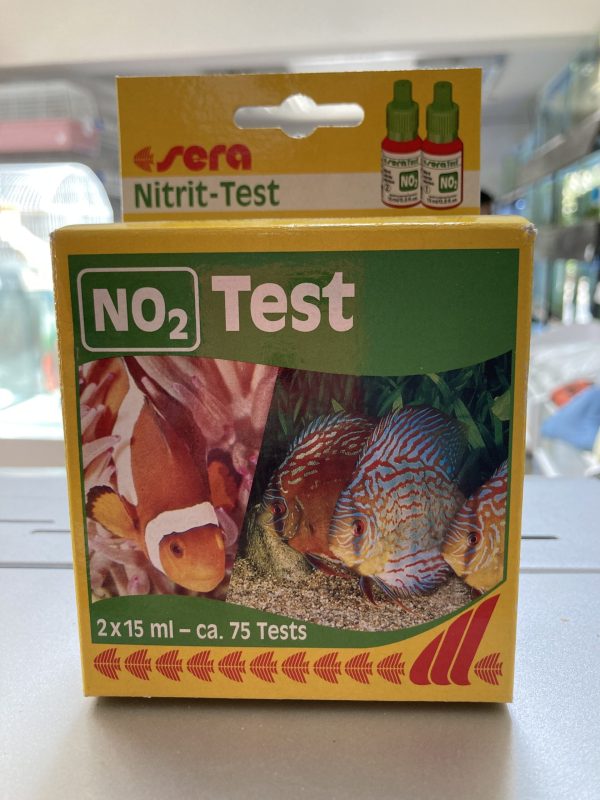 sera
Nitrit-Test
sera Test
NO2
sera Test
NO2
NO₂ Test
2 x 15 ml – ca. 75 Tests